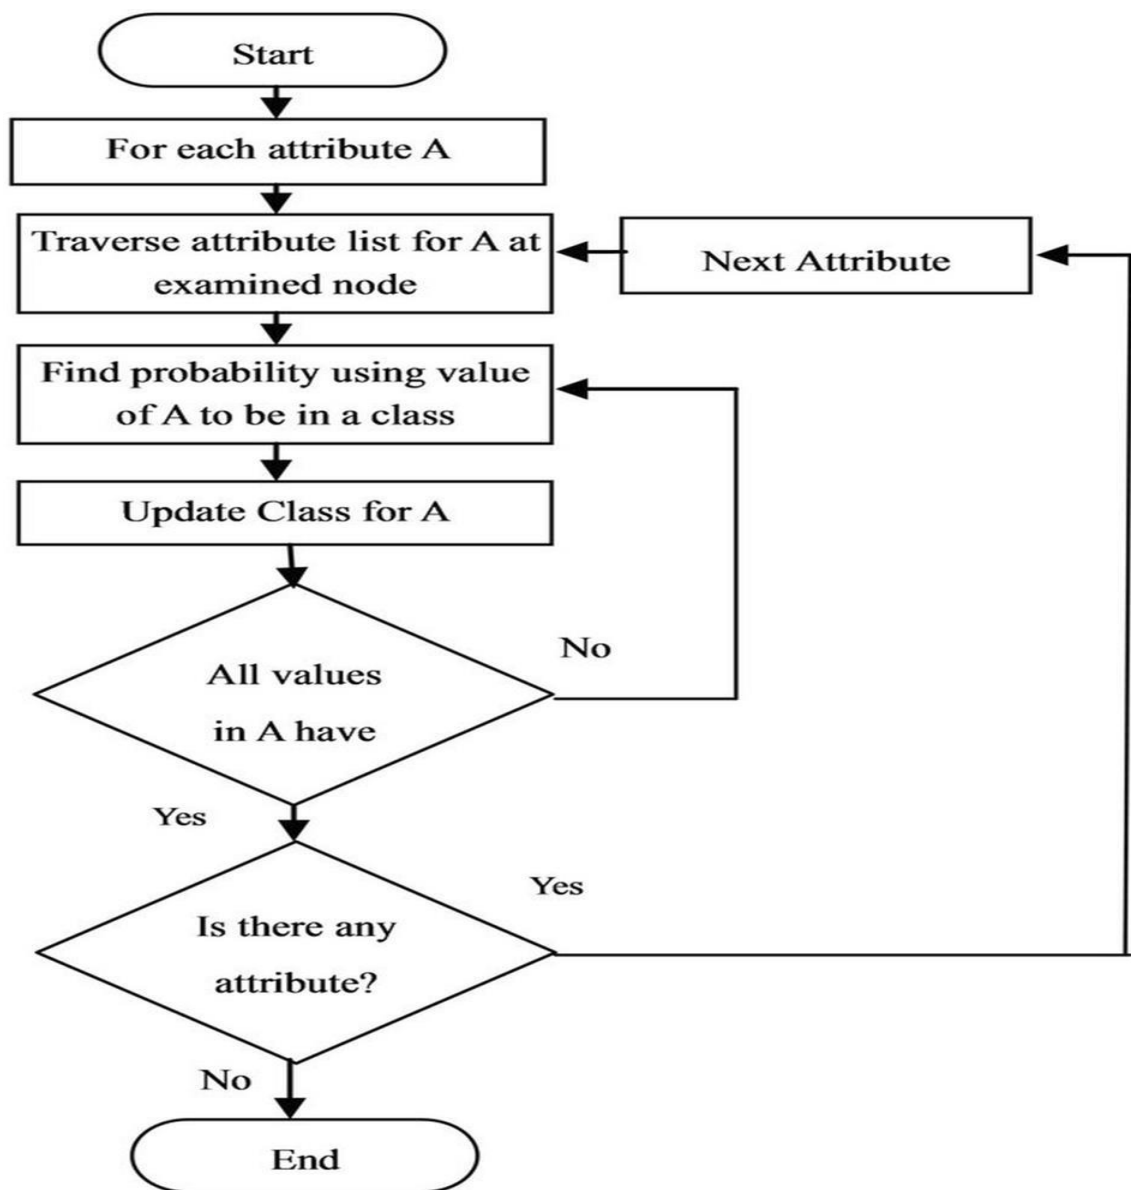 Start
For each attribute A
Traverse attribute list for A at
examined node
Next Attribute
Find probability using value
of A to be in a class
Update Class for A
No
All values
in A have
Yes
Yes
Is there any
attribute?
No
End